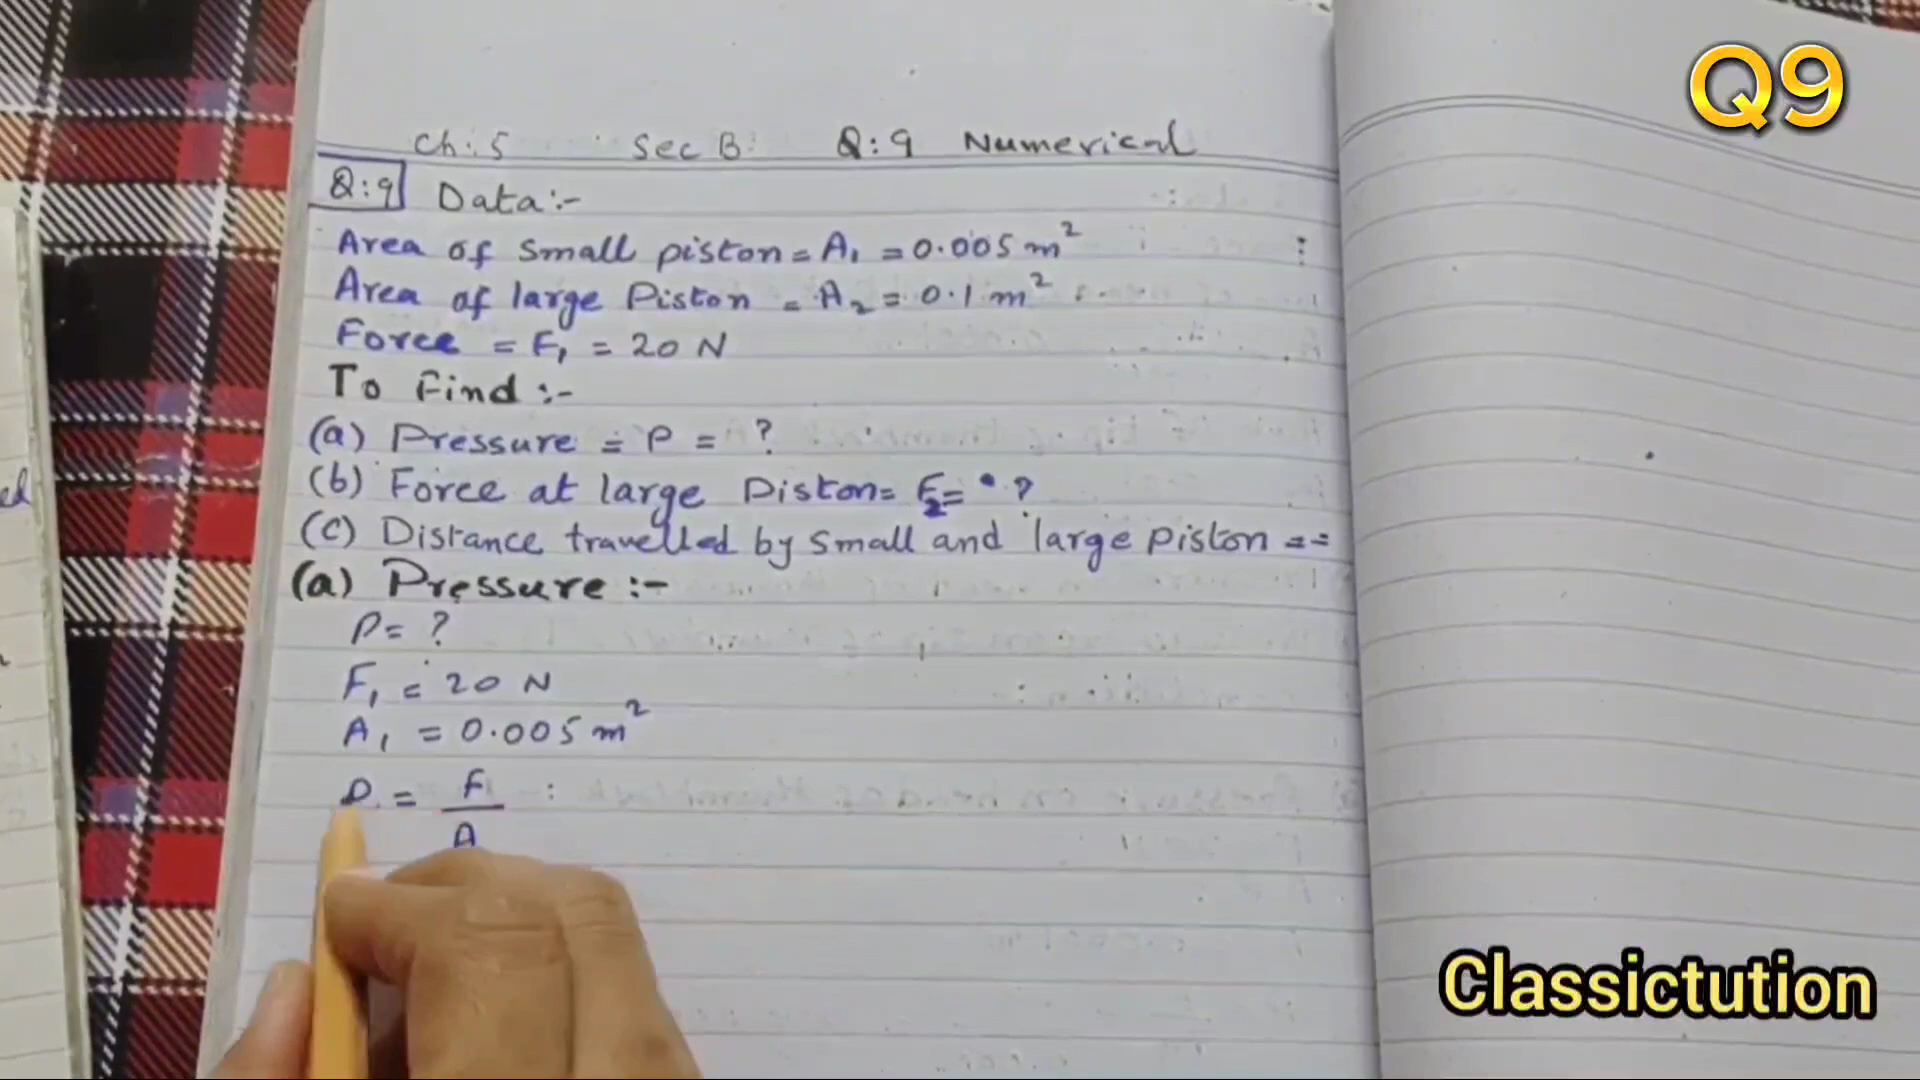 Q9
Ch:5 Sec B: Q:9 Numerical
Q:9 Data:-
Area of Small piston = A₁ = 0.005 m²
Area of large Piston = A₂ = 0.1 m²
Force = F₁ = 20 N
To Find :-
(a) Pressure = P = ?
(b) Force at large Piston = F₂ = ?
(c) Distance travelled by small and large piston ==
(a) Pressure :-
P = ?
F₁ = 20 N
A₁ = 0.005 m²
P = F
A
Classictution